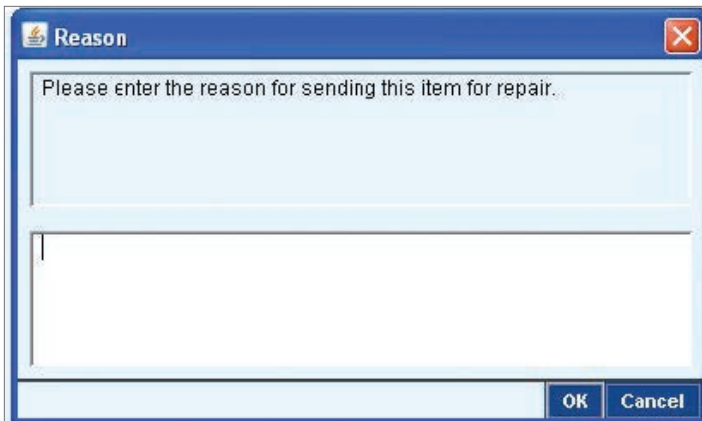 Reason
Please enter the reason for sending this item for repair.
OK Cancel